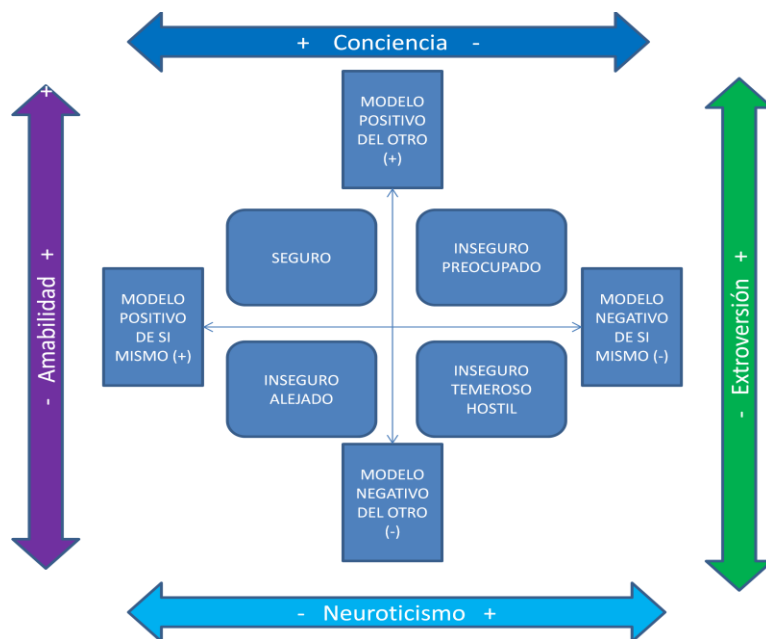 + Conciencia -
+
- Amabilidad +
MODELO
POSITIVO
DEL OTRO
(+)
- Extroversión +
SEGURO
INSEGURO
PREOCUPADO
MODELO
POSITIVO
DE SI
MISMO (+)
MODELO
NEGATIVO
DE SI
MISMO (-)
INSEGURO
ALEJADO
INSEGURO
TEMEROSO
HOSTIL
MODELO
NEGATIVO
DEL OTRO
(-)
- Neuroticismo +